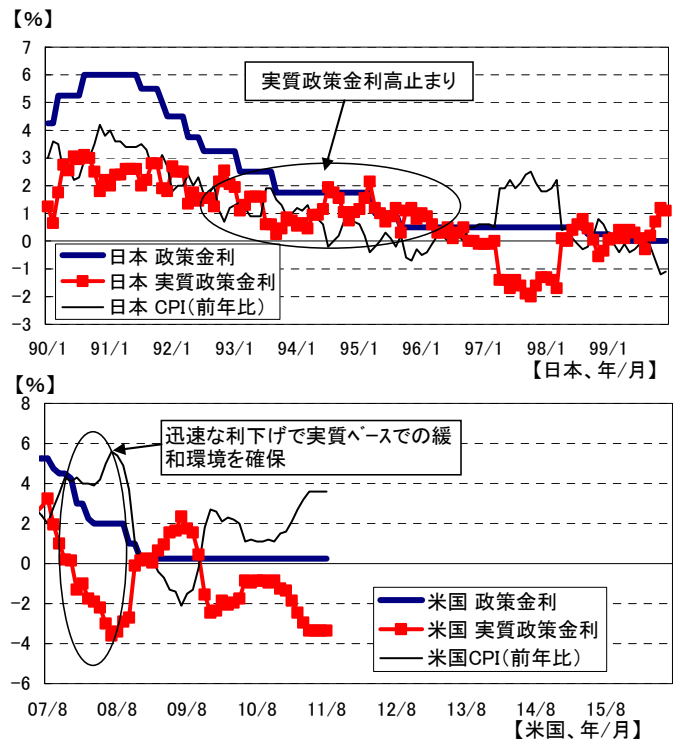 【%】
7
6
5
4
3
2
1
0
-1
-2
-3
実質政策金利高止まり
日本 政策金利
日本 実質政策金利
日本 CPI(前年比)
90/1 91/1 92/1 93/1 94/1 95/1 96/1 97/1 98/1 99/1
【日本、年/月】
【%】
8
6
4
2
0
-2
-4
-6
迅速な利下げで実質ベースでの緩
和環境を確保
米国 政策金利
米国 実質政策金利
米国CPI(前年比)
07/8 08/8 09/8 10/8 11/8 12/8 13/8 14/8 15/8
【米国、年/月】